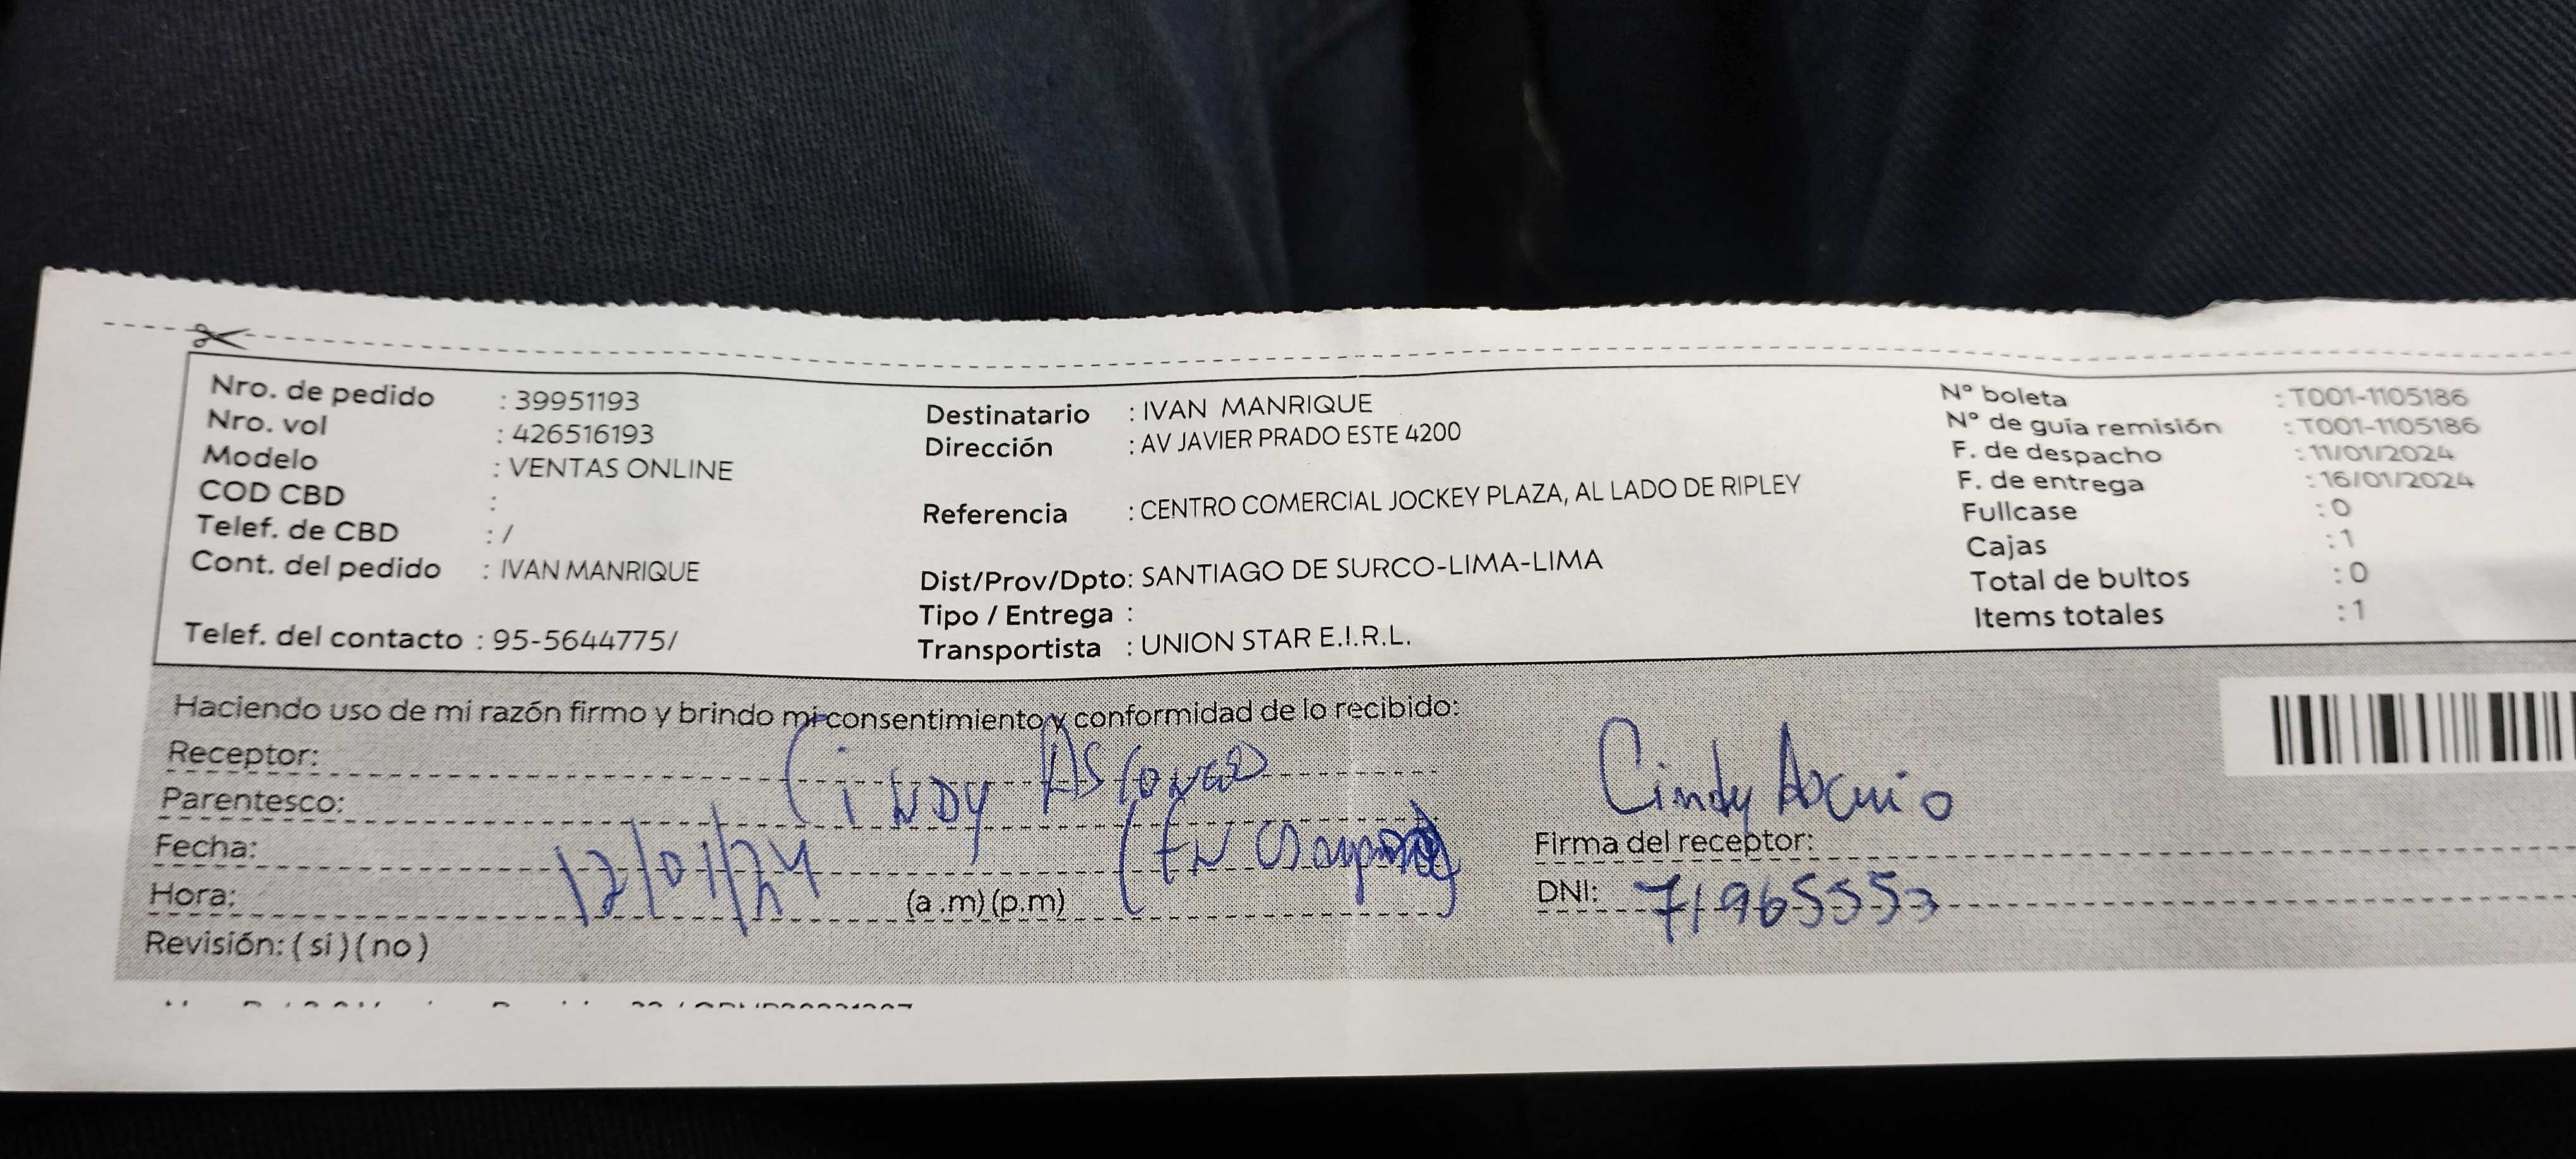 Nro. de pedido : 39951193
Nro. vol : 426516193
Modelo : VENTAS ONLINE
COD CBD :
Telef. de CBD : /
Cont. del pedido : IVAN MANRIQUE
Telef. del contacto : 95-5644775/
Destinatario : IVAN MANRIQUE
Dirección : AV JAVIER PRADO ESTE 4200
Referencia : CENTRO COMERCIAL JOCKEY PLAZA, AL LADO DE RIPLEY
Dist/Prov/Dpto: SANTIAGO DE SURCO-LIMA-LIMA
Tipo / Entrega :
Transportista : UNION STAR E.I.R.L.
Nº boleta : T001-1105186
Nº de guía remisión : T001-1105186
F. de despacho : 11/01/2024
F. de entrega : 16/01/2024
Fullcase : 0
Cajas : 1
Total de bultos : 0
Items totales : 1
Haciendo uso de mi razón firmo y brindo mi consentimiento y conformidad de lo recibido:
Receptor: Cindy
Parentesco:
Fecha: 12/01/24
Hora: (a .m) (p.m)
Revisión: ( si ) ( no )
Cindy
Firma del receptor:
DNI: 71965553